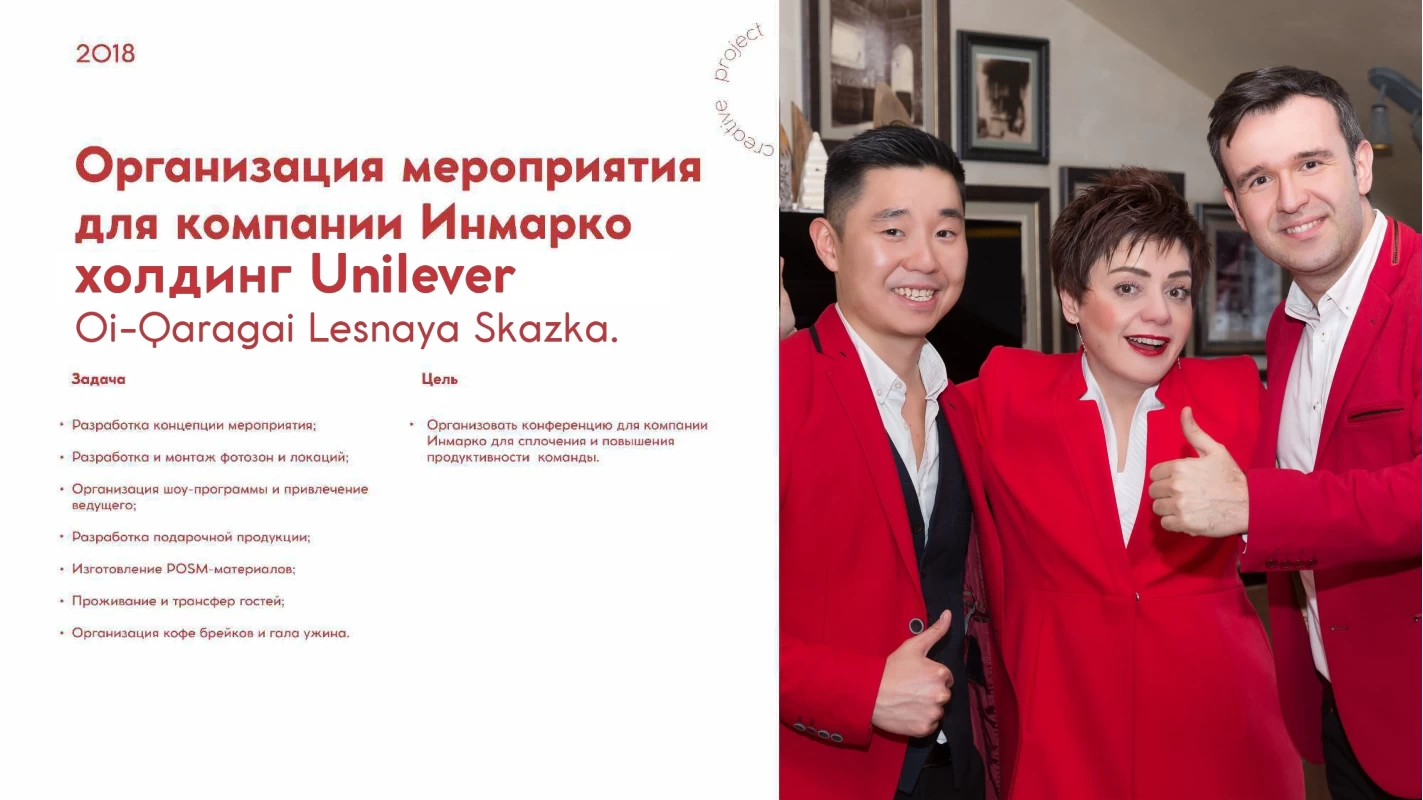 2018
creative project
Организация мероприятия
для компании Инмарко
холдинг Unilever
Oi-Qaragai Lesnaya Skazka.
Задача
• Разработка концепции мероприятия;
• Разработка и монтаж фотозон и локаций;
• Организация шоу-программы и привлечение
ведущего;
• Разработка подарочной продукции;
• Изготовление POSM-материалов;
• Проживание и трансфер гостей;
• Организация кофе брейков и гала ужина.
Цель
• Организовать конференцию для компании
Инмарко для сплочения и повышения
продуктивности команды.